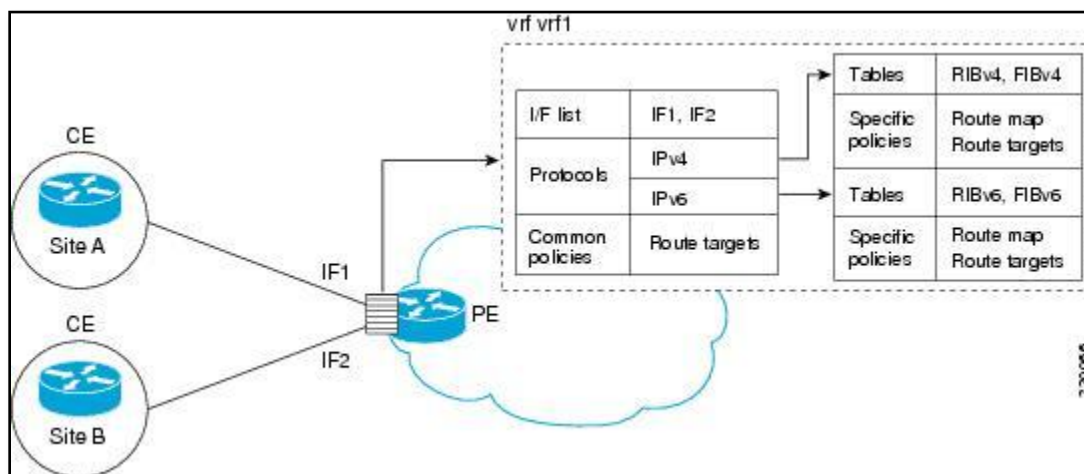 vrf vrf1
Tables RIBv4, FIBv4
Specific policies Route map
Route targets
I/F list IF1, IF2
Protocols IPv4
IPv6
Tables RIBv6, FIBv6
Common policies Route targets
Specific policies Route map
Route targets
CE
Site A
IF1
PE
CE
IF2
Site B